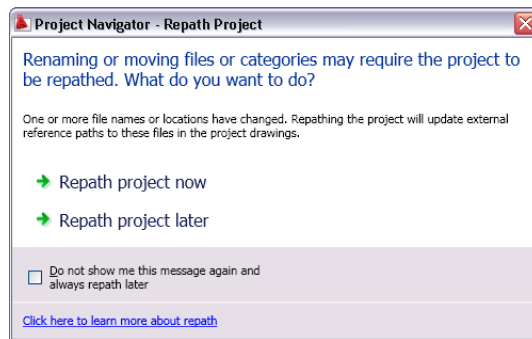 Project Navigator - Repath Project
Renaming or moving files or categories may require the project to
be repathed. What do you want to do?
One or more file names or locations have changed. Repathing the project will update external
reference paths to these files in the project drawings.
Repath project now
Repath project later
Do not show me this message again and
always repath later
Click here to learn more about repath